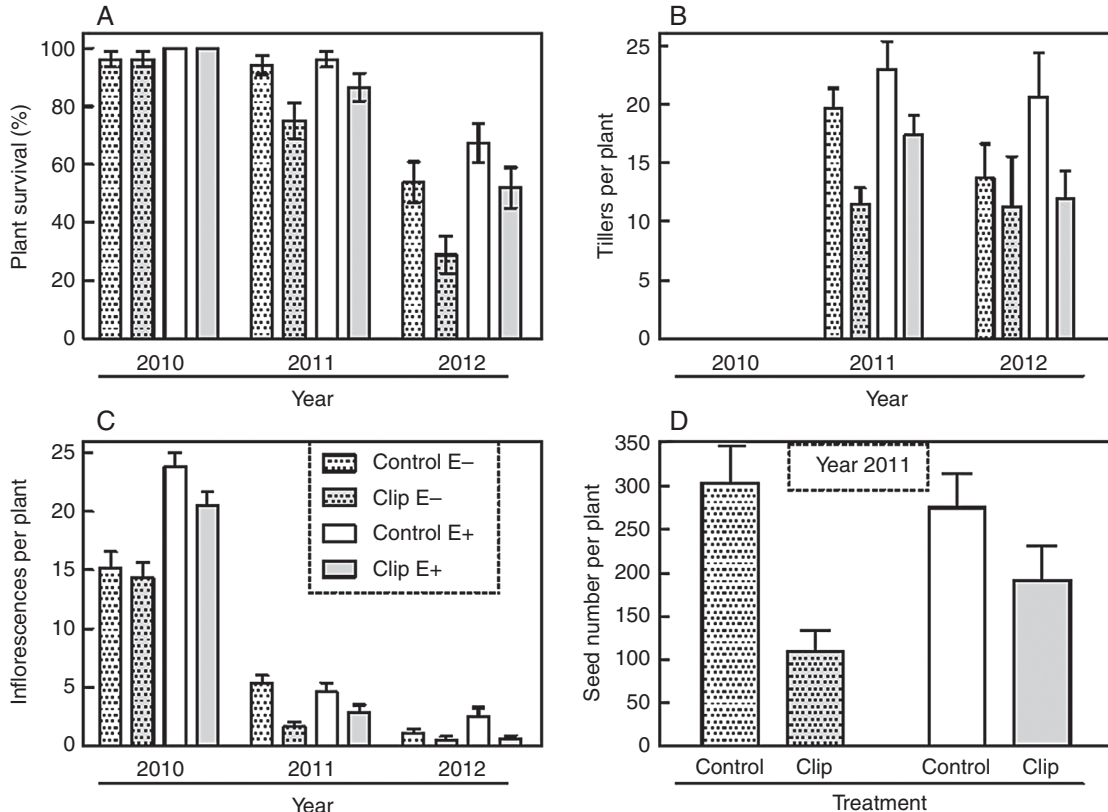 A
Plant survival (%)
100
80
60
40
20
0
2010 2011 2012
Year
B
Tillers per plant
25
20
15
10
5
0
2010 2011 2012
Year
C
Inflorescences per plant
25
20
15
10
5
0
Control E–
Clip E–
Control E+
Clip E+
2010 2011 2012
Year
D
Seed number per plant
350
300
250
200
150
100
50
0
Year 2011
Control Clip Control Clip
Treatment